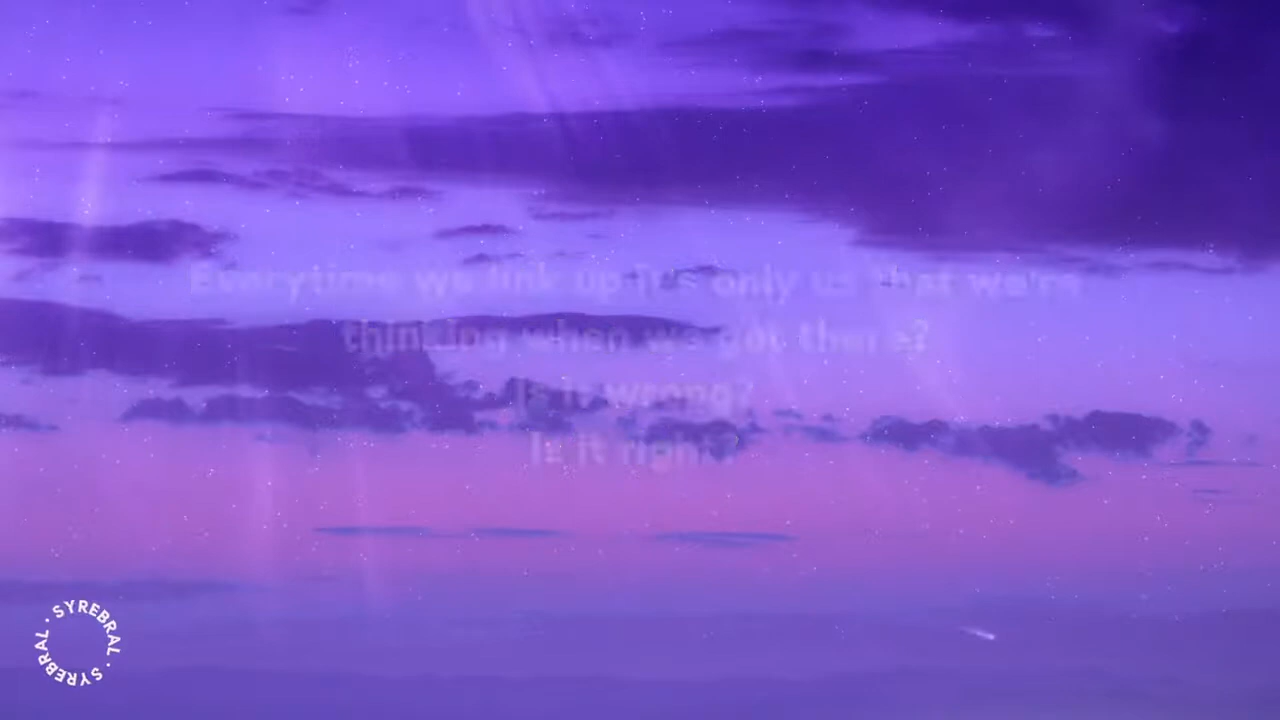 Everytime we link up it's only us that we're
thinking when we got there?
Is it wrong?
Is it right?
SYREBRAL · SYREBRAL ·